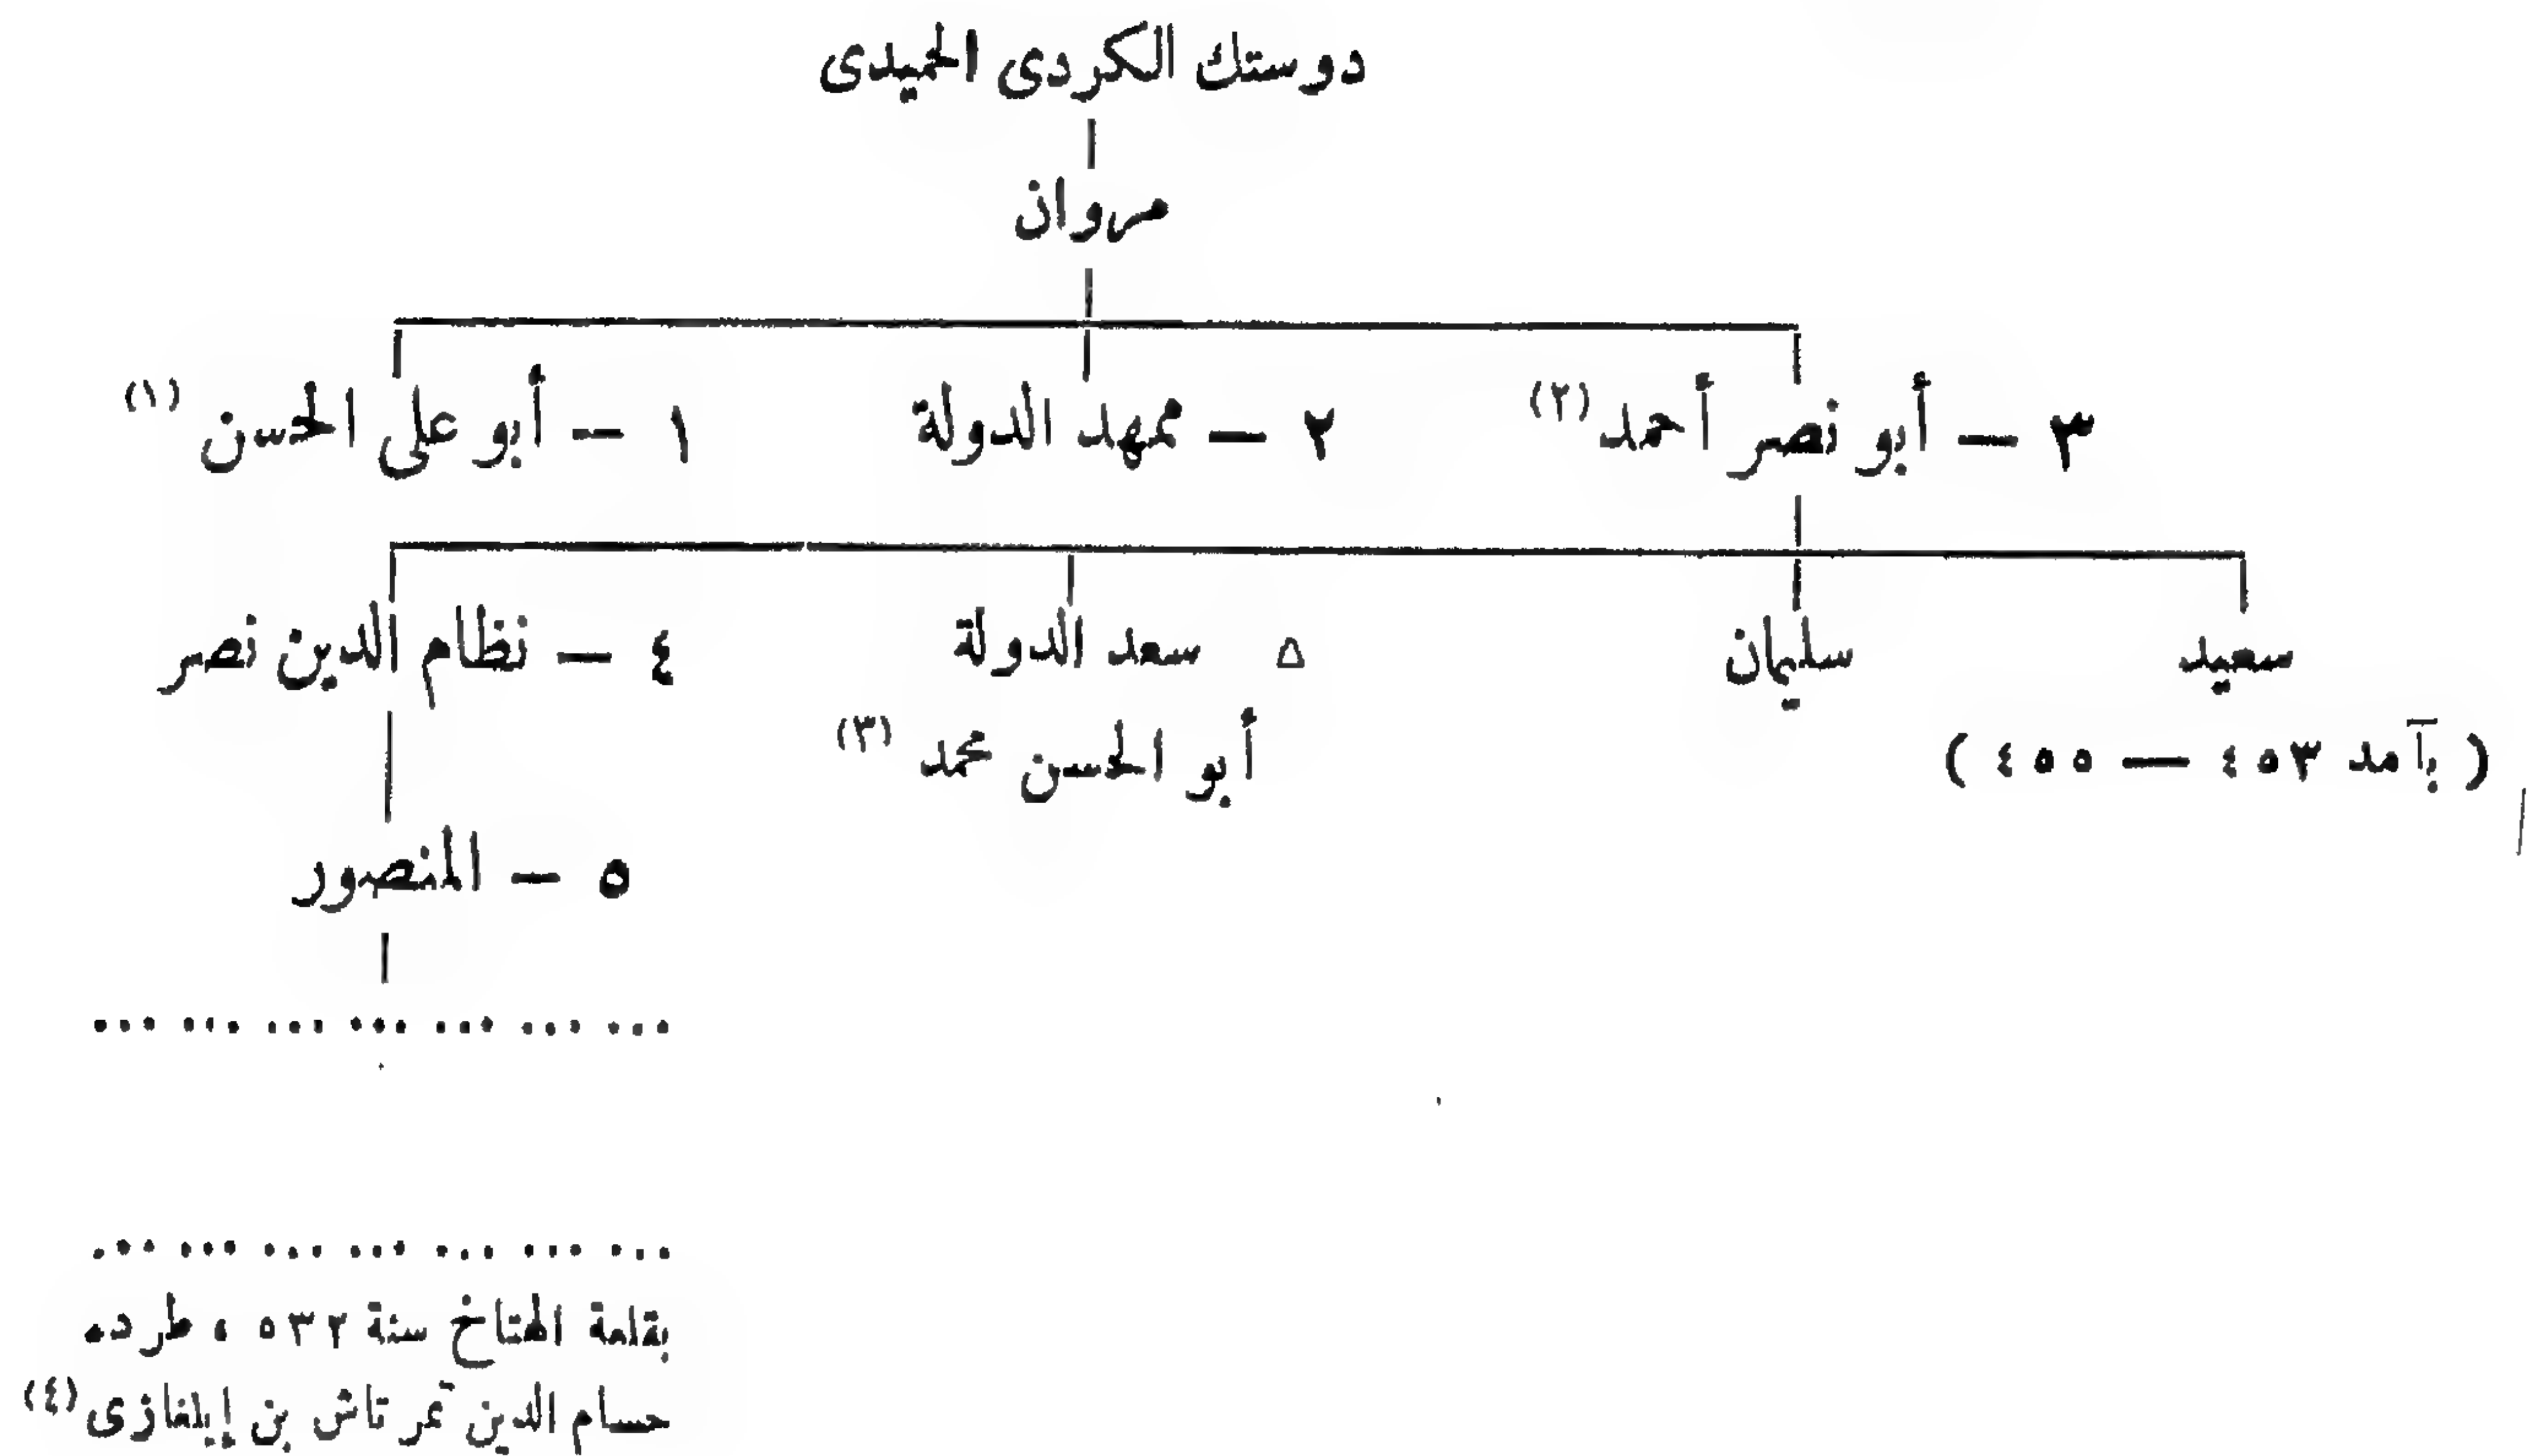 دوستك الكردى الحميدى
مروان
٣ — أبو نصر أحمد (٢)
٢ — ممهد الدولة
١ — أبو على الحسن (١)
سعيد
(بآمد ٤٥٣ — ٤٥٥)
سليمان
٥ سعد الدولة
أبو الحسن محمد (٣)
٤ — نظام الدين نصر
٥ — المنصور
... ... ... ... ... ... ...
... ... ... ... ... ... ...
بقلعة الهتاخ سنة ٥٣٢ ، طرده
حسام الدين تمرتاش بن إيلغازى (٤)